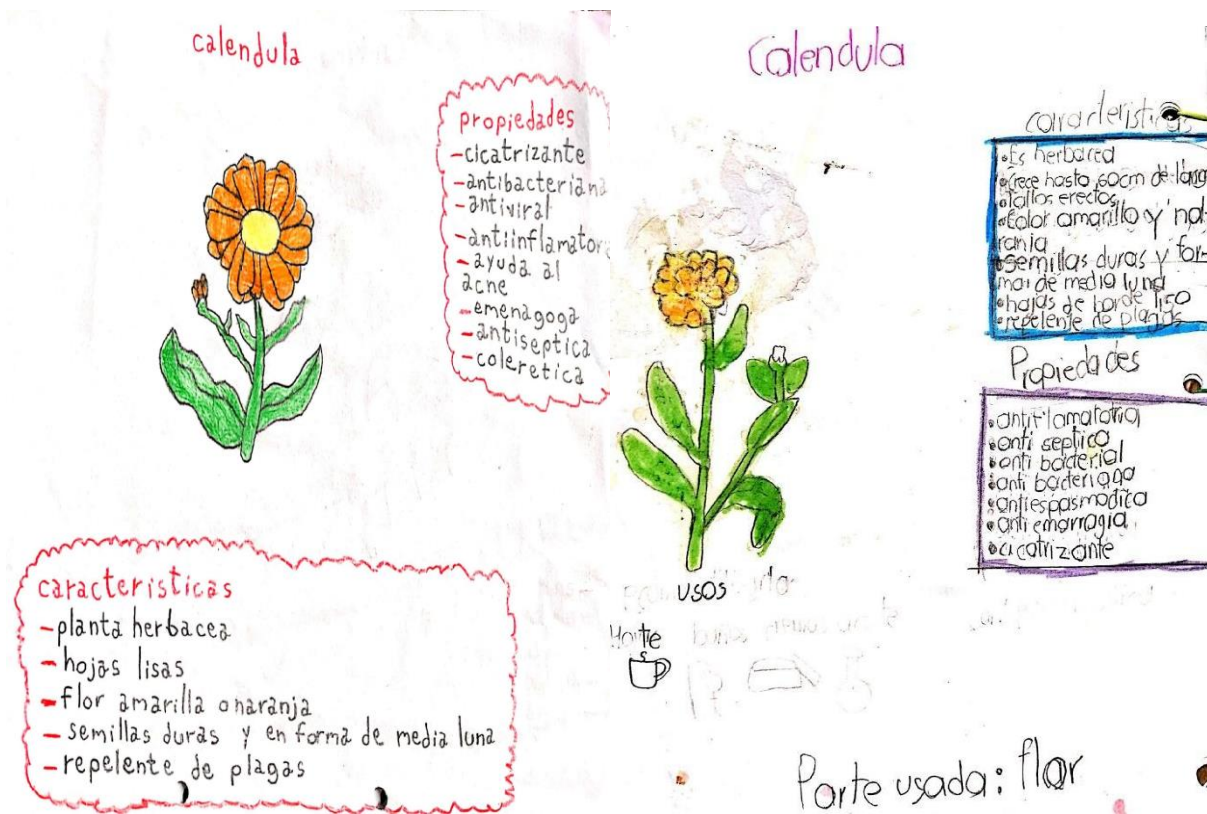 calendula
propiedades
-cicatrizante
-antibacteriana
-antiviral
-antiinflamatora
-ayuda al
acne
-emenagoga
-antiseptica
-coleretica
caracteristicas
-planta herbacea
-hojas lisas
-flor amarilla o naranja
-semillas duras y en forma de media luna
-repelente de plagas
Calendula
caracteristicas
•Es herbacea
•Crece hasta 60cm de largo
•tallos erectos
•Color amarillo y na-
ranja
•Semillas duras y for-
ma de media luna
•hojas de borde liso
•repelente de plagas
Propiedades
•antiflamatoria
•anti septico
•anti bacterial
•anti bacteriana
•antiespasmodica
•anti emorragia
•cicatrizante
usos
Parte usada: flor